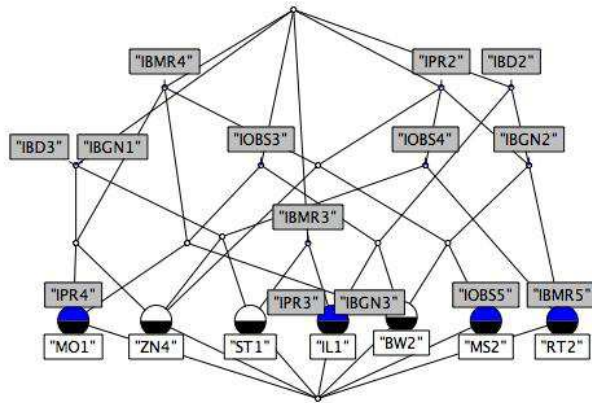 "IBMR4"
"IPR2"
"IBD2"
"IBD3"
"IBGN1"
"IOBS3"
"IOBS4"
"IBGN2"
"IBMR3"
"IPR4"
"IPR3"
"IBGN3"
"IOBS5"
"IBMR5"
"MO1"
"ZN4"
"ST1"
"IL1"
"BW2"
"MS2"
"RT2"